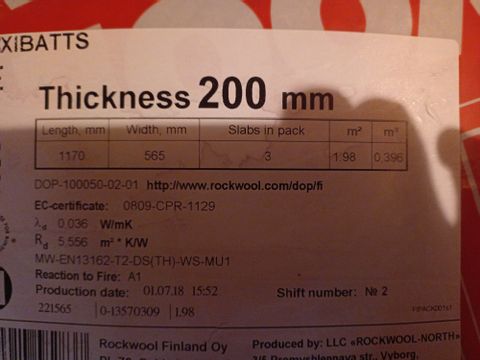 XIBATTS
Thickness 200 mm
Length, mm Width, mm Slabs in pack m² m³
1170 565 3 1.98 0,396
DOP-100050-02-01 http://www.rockwool.com/dop/fi
EC-certificate: 0809-CPR-1129
λd 0,036 W/mK
Rd 5,556 m² * K/W
MW-EN13162-T2-DS(TH)-WS-MU1
Reaction to Fire: A1
Production date: 01.07.18 15:52 Shift number: № 2
221565 0-13570309 1.98
Rockwool Finland Oy Produced by: LLC «ROCKWOOL-NORTH»